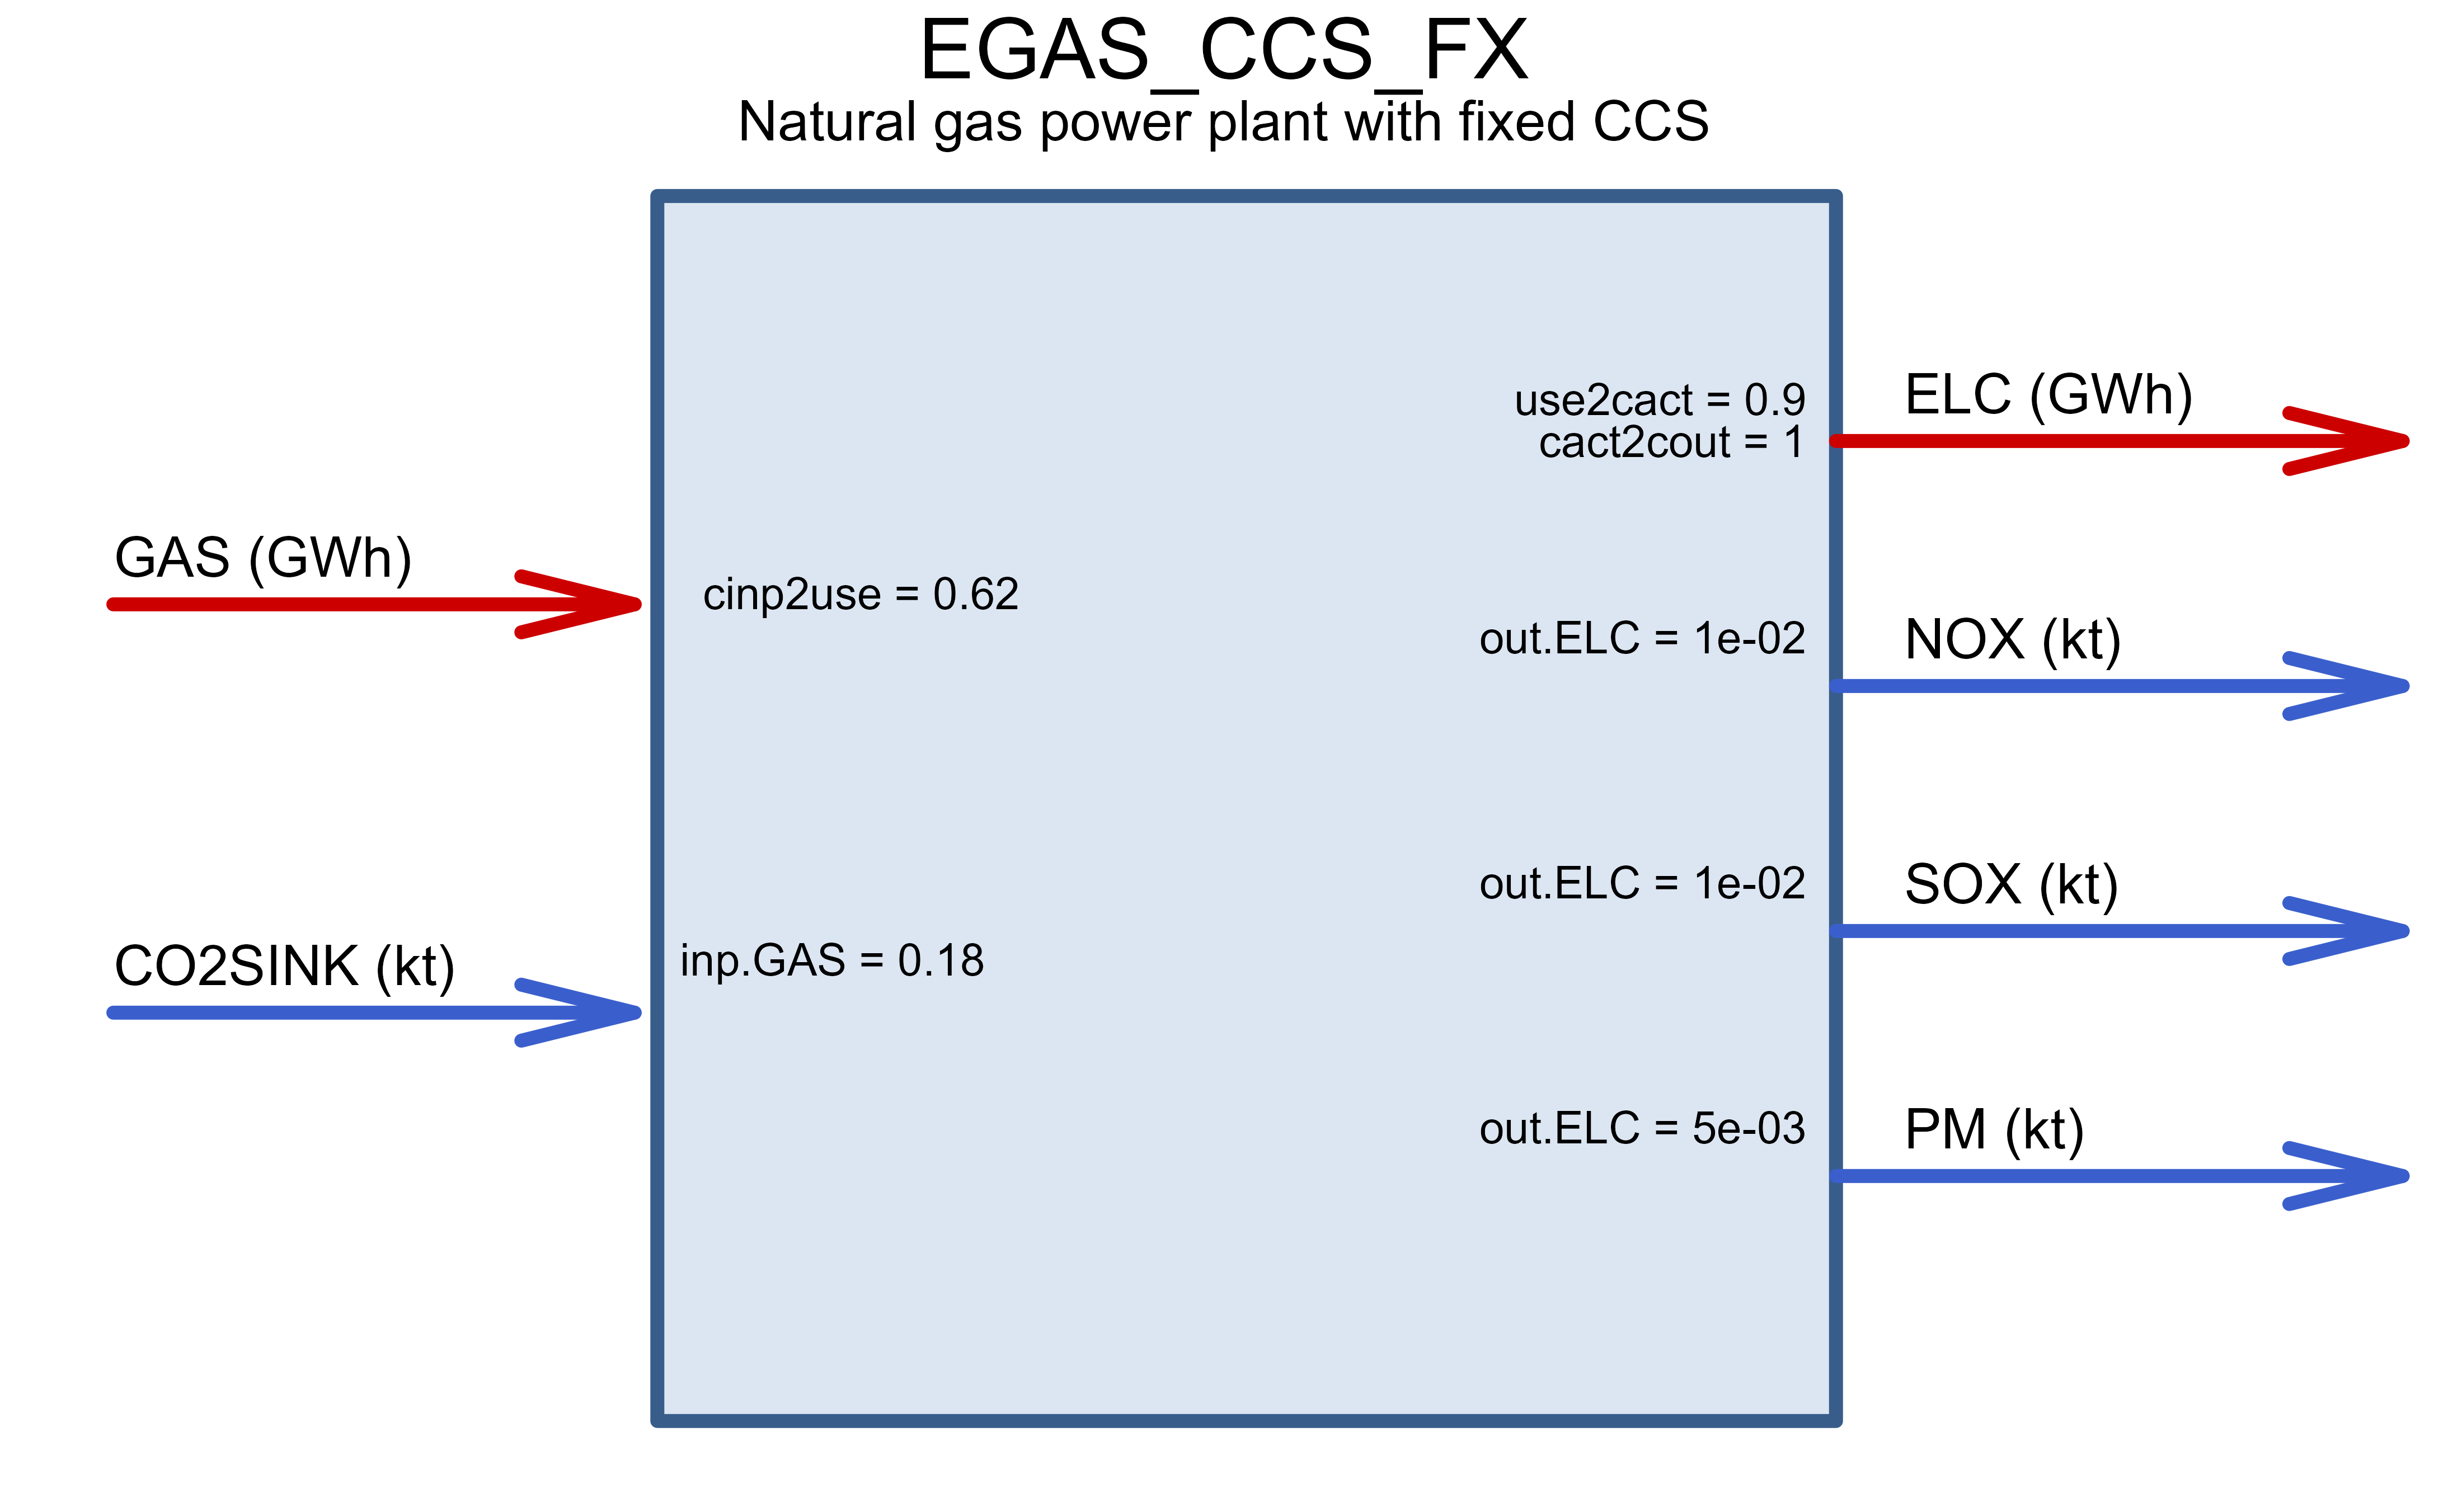 EGAS_CCS_FX
Natural gas power plant with fixed CCS
GAS (GWh)
cinp2use = 0.62
CO2SINK (kt)
inp.GAS = 0.18
use2cact = 0.9
cact2cout = 1
ELC (GWh)
out.ELC = 1e-02
NOX (kt)
out.ELC = 1e-02
SOX (kt)
out.ELC = 5e-03
PM (kt)